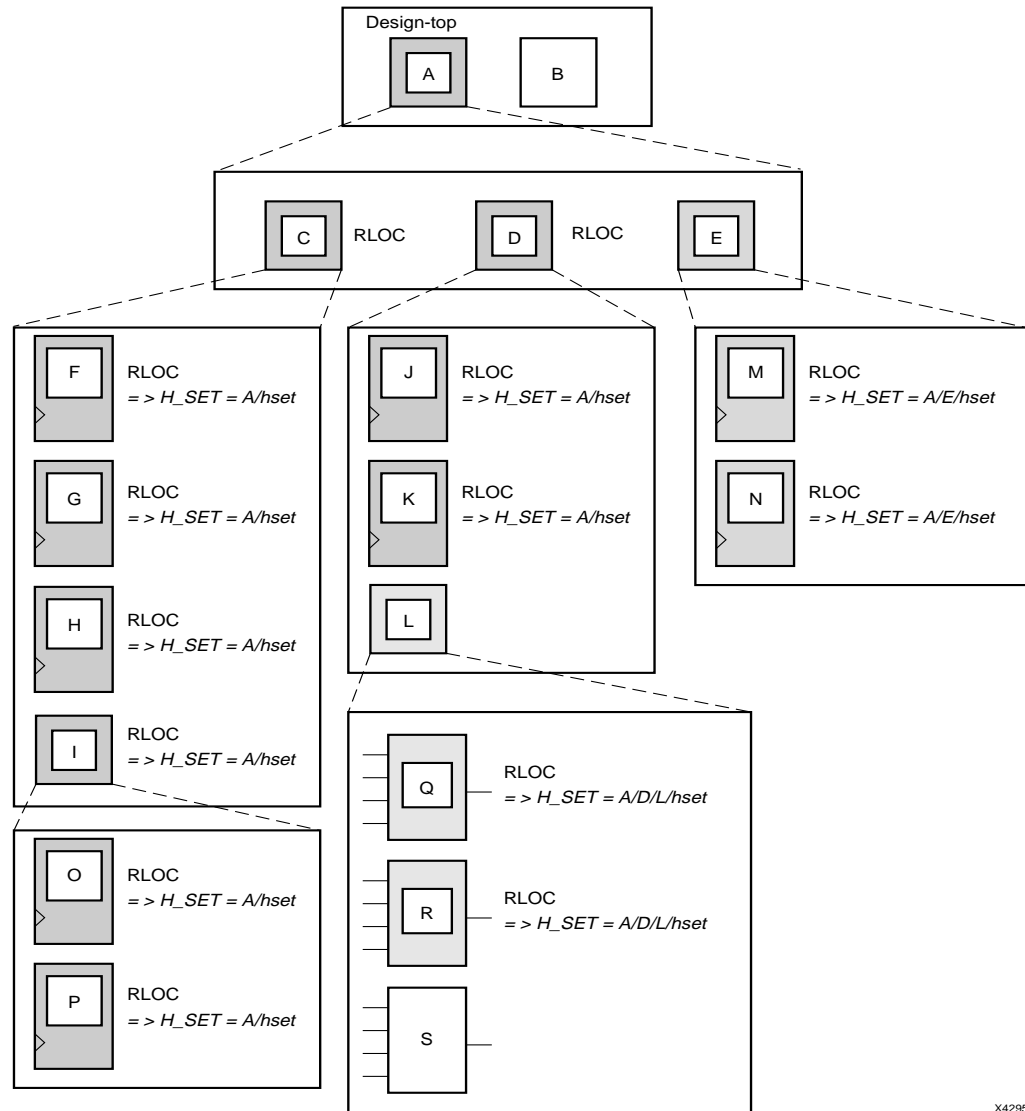 Design-top
A
B
C
RLOC
D
RLOC
E
F
RLOC
= > H_SET = A/hset
G
RLOC
= > H_SET = A/hset
H
RLOC
= > H_SET = A/hset
I
RLOC
= > H_SET = A/hset
J
RLOC
= > H_SET = A/hset
K
RLOC
= > H_SET = A/hset
L
M
RLOC
= > H_SET = A/E/hset
N
RLOC
= > H_SET = A/E/hset
O
RLOC
= > H_SET = A/hset
P
RLOC
= > H_SET = A/hset
Q
RLOC
= > H_SET = A/D/L/hset
R
RLOC
= > H_SET = A/D/L/hset
S
X4295